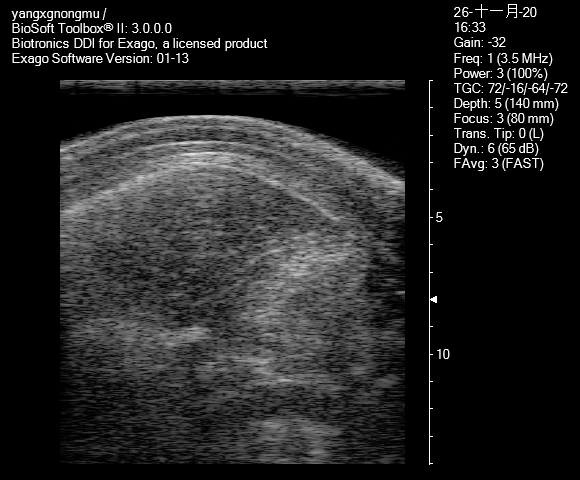 yangxgnongmu /
BioSoft Toolbox® II: 3.0.0.0
Biotronics DDI for Exago, a licensed product
Exago Software Version: 01-13
26-十一月-20
16:33
Gain: -32
Freq: 1 (3.5 MHz)
Power: 3 (100%)
TGC: 72/-16/-64/-72
Depth: 5 (140 mm)
Focus: 3 (80 mm)
Trans. Tip: 0 (L)
Dyn.: 6 (65 dB)
FAvg: 3 (FAST)
5
10